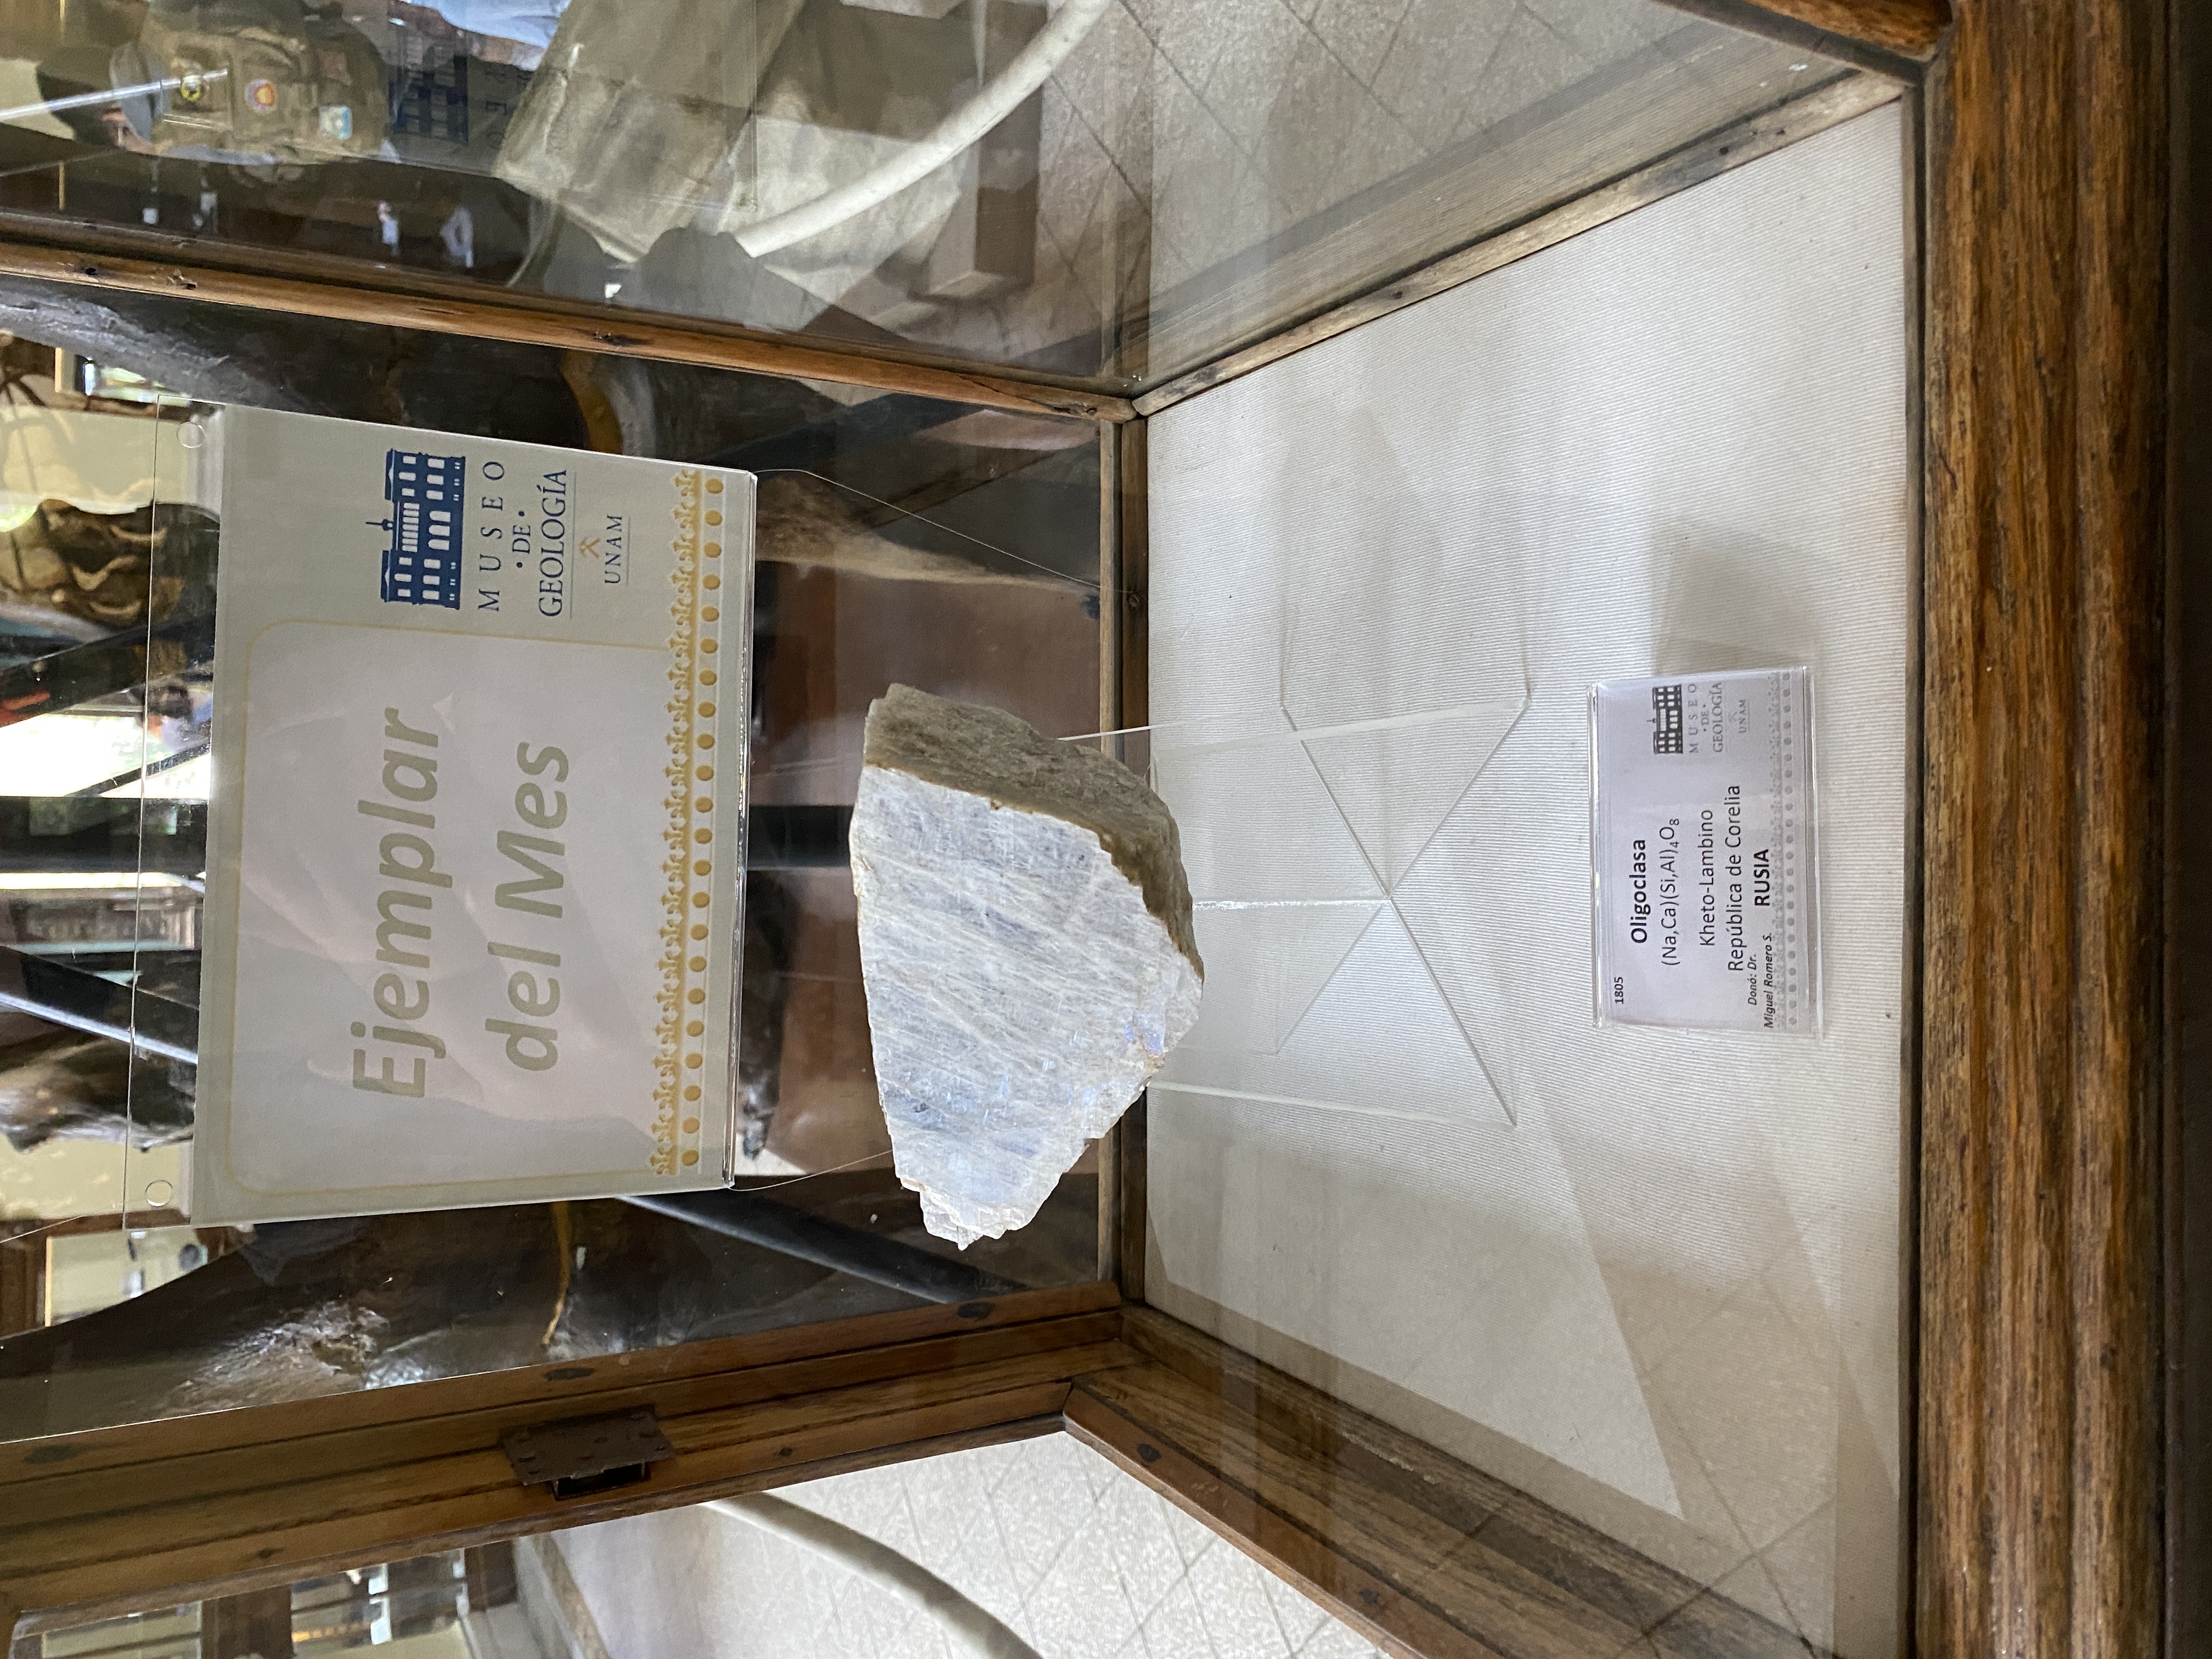 Ejemplar
del Mes
MUSEO
• DE •
GEOLOGÍA
UNAM
1805
Oligoclasa
(Na,Ca)(Si,Al)₄O₈
Kheto-Lambino
República de Corelia
Donó: Dr.
Miguel Romero S.
RUSIA
MUSEO
• DE •
GEOLOGÍA
UNAM